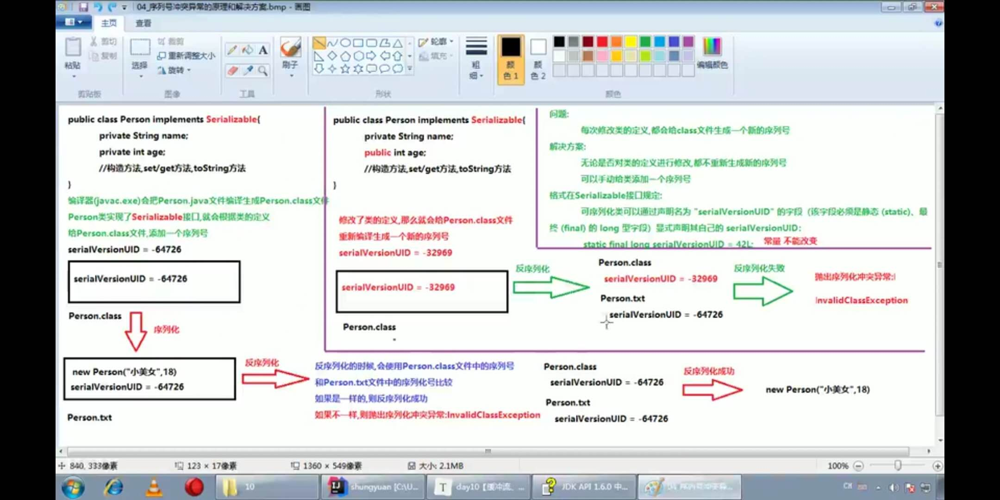 04_序列号冲突异常的原理和解决方案.bmp - 画图
主页
查看
粘贴
剪切
复制
剪贴板
选择
裁剪
重新调整大小
旋转
图像
A
工具
刷子
形状
轮廓
填充
粗
细
颜
色 1
颜
色 2
颜色
编辑颜色
public class Person implements Serializable{
private String name;
private int age;
//构造方法,set/get方法,toString方法
}
编译器(javac.exe)会把Person.java文件编译生成Person.class文件
Person类实现了Serializable接口,就会根据类的定义
给Person.class文件,添加一个序列号
serialVersionUID = -64726
serialVersionUID = -64726
Person.class
序列化
new Person("小美女",18)
serialVersionUID = -64726
Person.txt
反序列化
public class Person implements Serializable{
private String name;
public int age;
//构造方法,set/get方法,toString方法
}
修改了类的定义,那么就会给Person.class文件
重新编译生成一个新的序列号
serialVersionUID = -32969
serialVersionUID = -32969
Person.class
反序列化
问题:
每次修改类的定义,都会给class文件生成一个新的序列号
解决方案:
无论是否对类的定义进行修改,都不重新生成新的序列号
可以手动给类添加一个序列号
格式在Serializable接口规定:
可序列化类可以通过声明名为 "serialVersionUID" 的字段（该字段必须是静态 (static)、最
终 (final) 的 long 型字段）显式声明其自己的 serialVersionUID:
static final long serialVersionUID = 42L;
常量 不能改变
Person.class
serialVersionUID = -32969
Person.txt
serialVersionUID = -64726
反序列化失败
抛出序列化冲突异常:
InvalidClassException
反序列化的时候,会使用Person.class文件中的序列号
和Person.txt文件中的序列化号比较
如果是一样的,则反序列化成功
如果不一样,则抛出序列化冲突异常:InvalidClassException
Person.class
serialVersionUID = -64726
Person.txt
serialVersionUID = -64726
反序列化成功
new Person("小美女",18)
840, 333像素
123 × 17像素
1360 × 549像素
大小: 2.1MB
100%
10
shungyuan [C:\U...
day10【缓冲流、...
JDK API 1.6.0 中...
CH